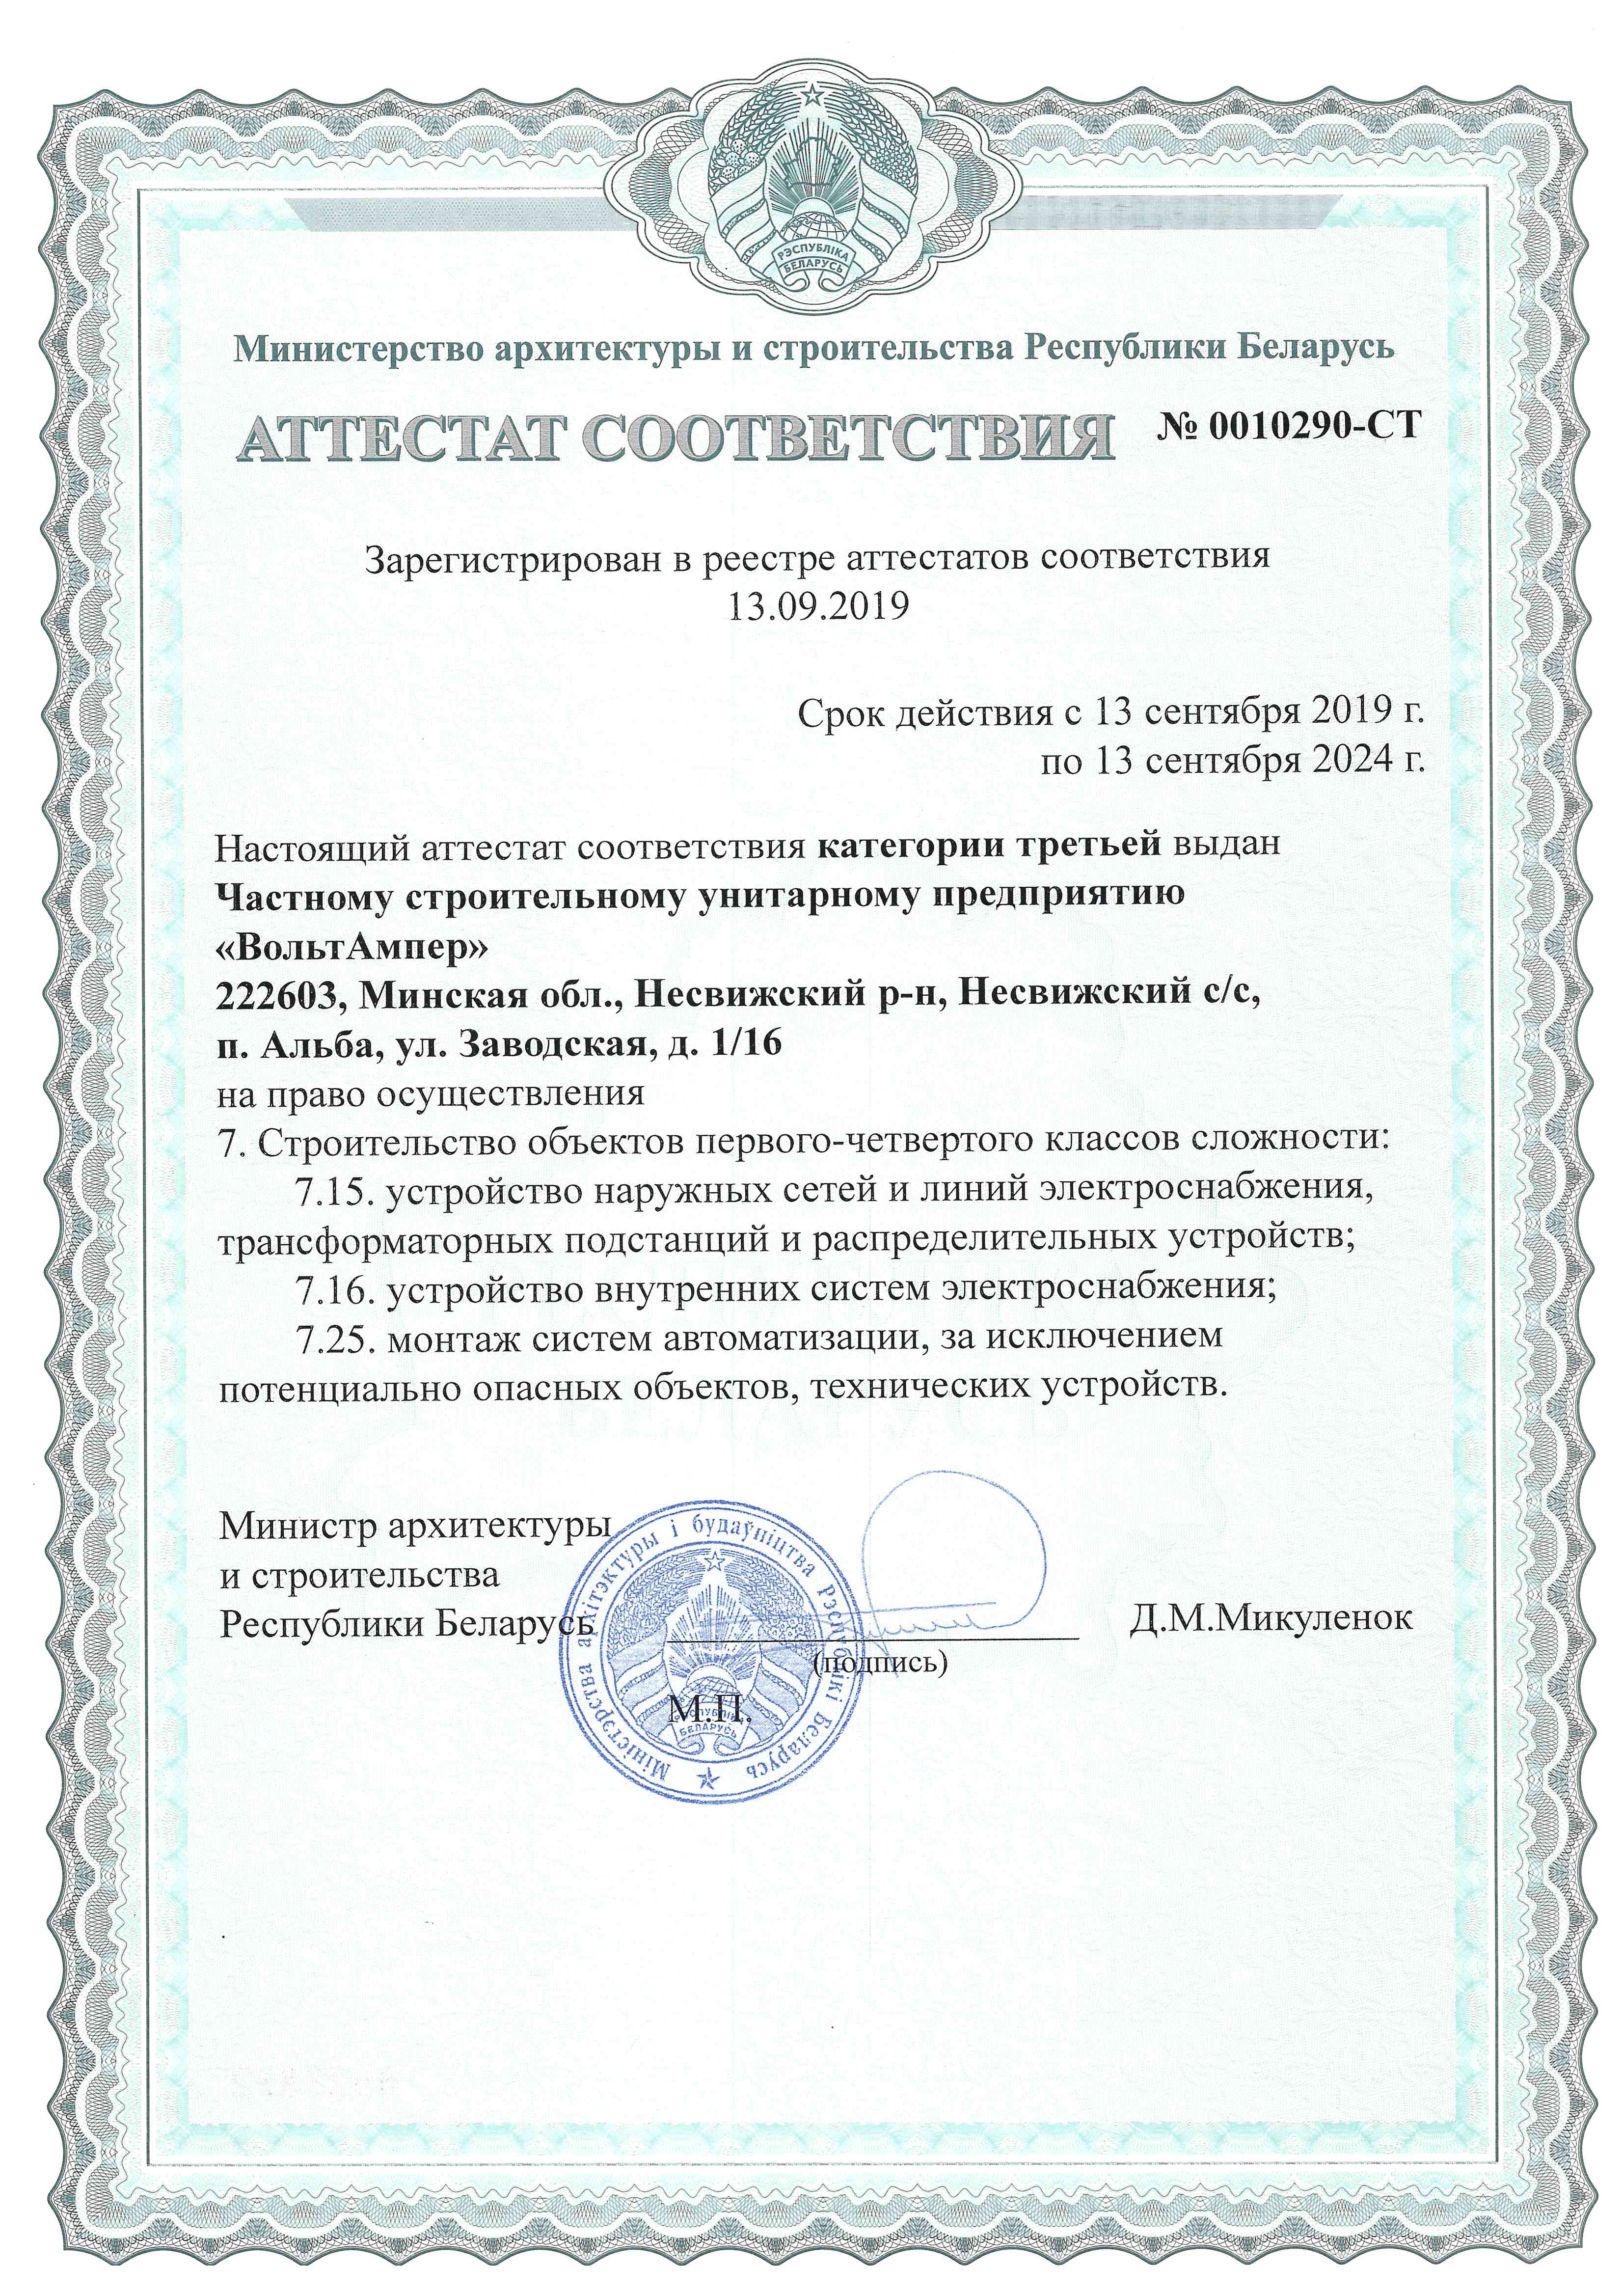 РЭСПУБЛІКА
БЕЛАРУСЬ
Министерство архитектуры и строительства Республики Беларусь
АТТЕСТАТ СООТВЕТСТВИЯ № 0010290-СТ
Зарегистрирован в реестре аттестатов соответствия
13.09.2019
Срок действия с 13 сентября 2019 г.
по 13 сентября 2024 г.
Настоящий аттестат соответствия категории третьей выдан
Частному строительному унитарному предприятию
«ВольтАмпер»
222603, Минская обл., Несвижский р-н, Несвижский с/с,
п. Альба, ул. Заводская, д. 1/16
на право осуществления
7. Строительство объектов первого-четвертого классов сложности:
7.15. устройство наружных сетей и линий электроснабжения,
трансформаторных подстанций и распределительных устройств;
7.16. устройство внутренних систем электроснабжения;
7.25. монтаж систем автоматизации, за исключением
потенциально опасных объектов, технических устройств.
Министр архитектуры
и строительства
Республики Беларусь Д.М.Микуленок
(подпись)
М.П.
Міністэрства архітэктуры і будаўніцтва Рэспублікі Беларусь
РЭСПУБЛІКА
БЕЛАРУСЬ